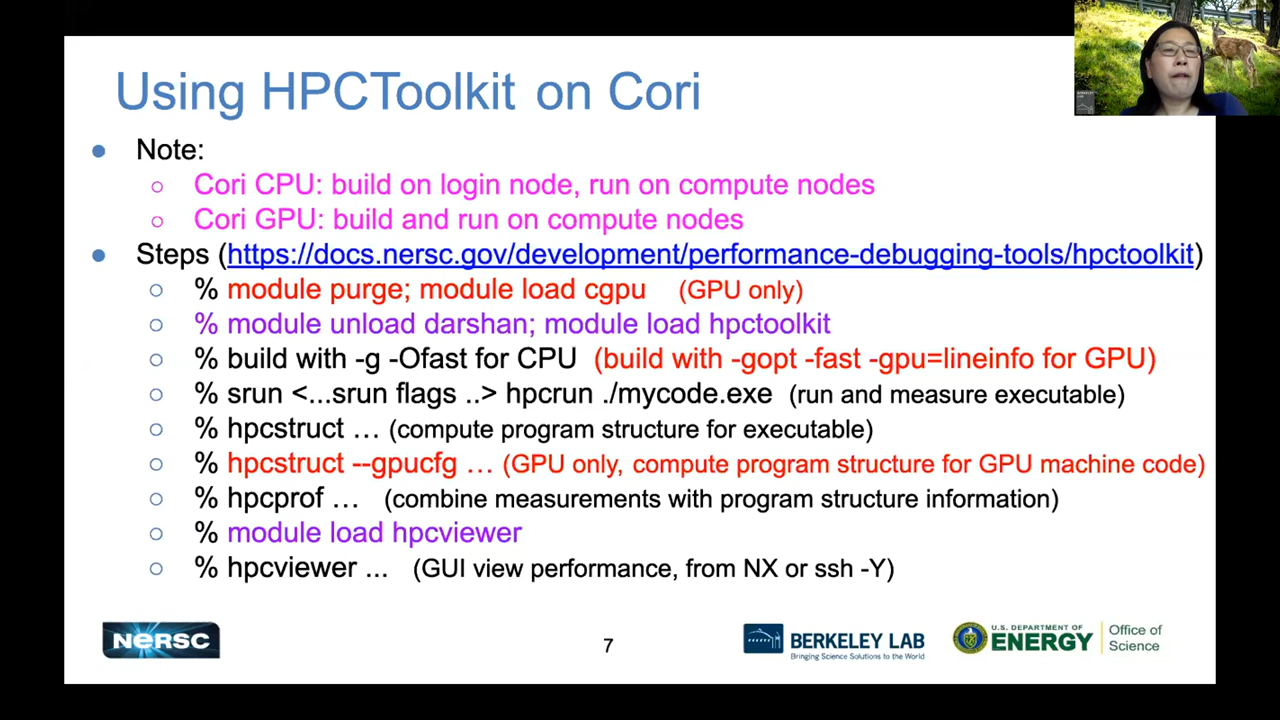 Using HPCToolkit on Cori
● Note:
○ Cori CPU: build on login node, run on compute nodes
○ Cori GPU: build and run on compute nodes
● Steps (https://docs.nersc.gov/development/performance-debugging-tools/hpctoolkit)
○ % module purge; module load cgpu (GPU only)
○ % module unload darshan; module load hpctoolkit
○ % build with -g -Ofast for CPU (build with -gopt -fast -gpu=lineinfo for GPU)
○ % srun <...srun flags ..> hpcrun ./mycode.exe (run and measure executable)
○ % hpcstruct … (compute program structure for executable)
○ % hpcstruct --gpucfg … (GPU only, compute program structure for GPU machine code)
○ % hpcprof … (combine measurements with program structure information)
○ % module load hpcviewer
○ % hpcviewer ... (GUI view performance, from NX or ssh -Y)
NERSC
7
BERKELEY LAB
Bringing Science Solutions to the World
U.S. DEPARTMENT OF
ENERGY
Office of
Science
BERKELEY LAB